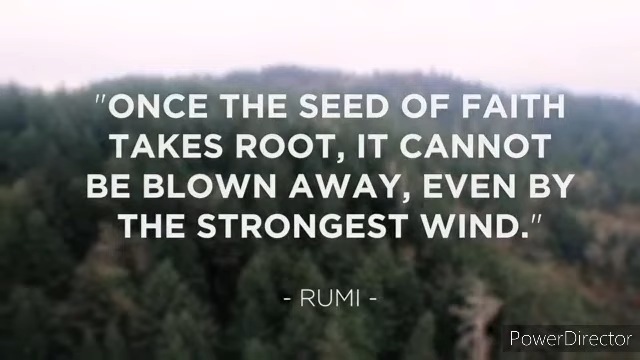 "ONCE THE SEED OF FAITH
TAKES ROOT, IT CANNOT
BE BLOWN AWAY, EVEN BY
THE STRONGEST WIND."
- RUMI -
PowerDirector